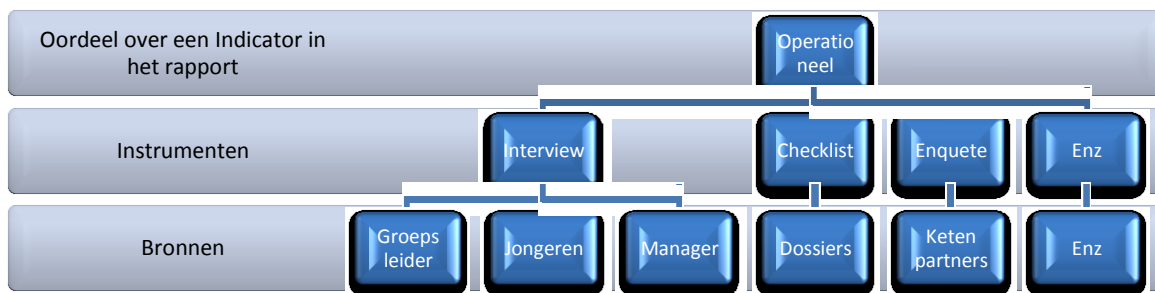 Oordeel over een Indicator in
het rapport
Operatio
neel
Instrumenten
Interview
Checklist
Enquete
Enz
Bronnen
Groeps
leider
Jongeren
Manager
Dossiers
Keten
partners
Enz